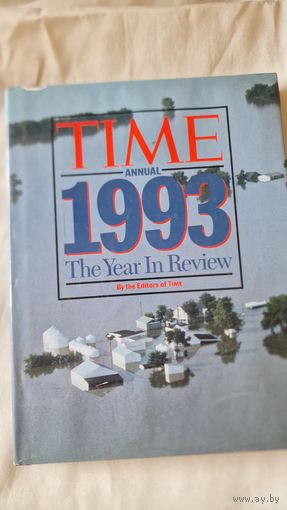 TIME
ANNUAL
1993
The Year In Review
By the Editors of TIME
www.ay.by